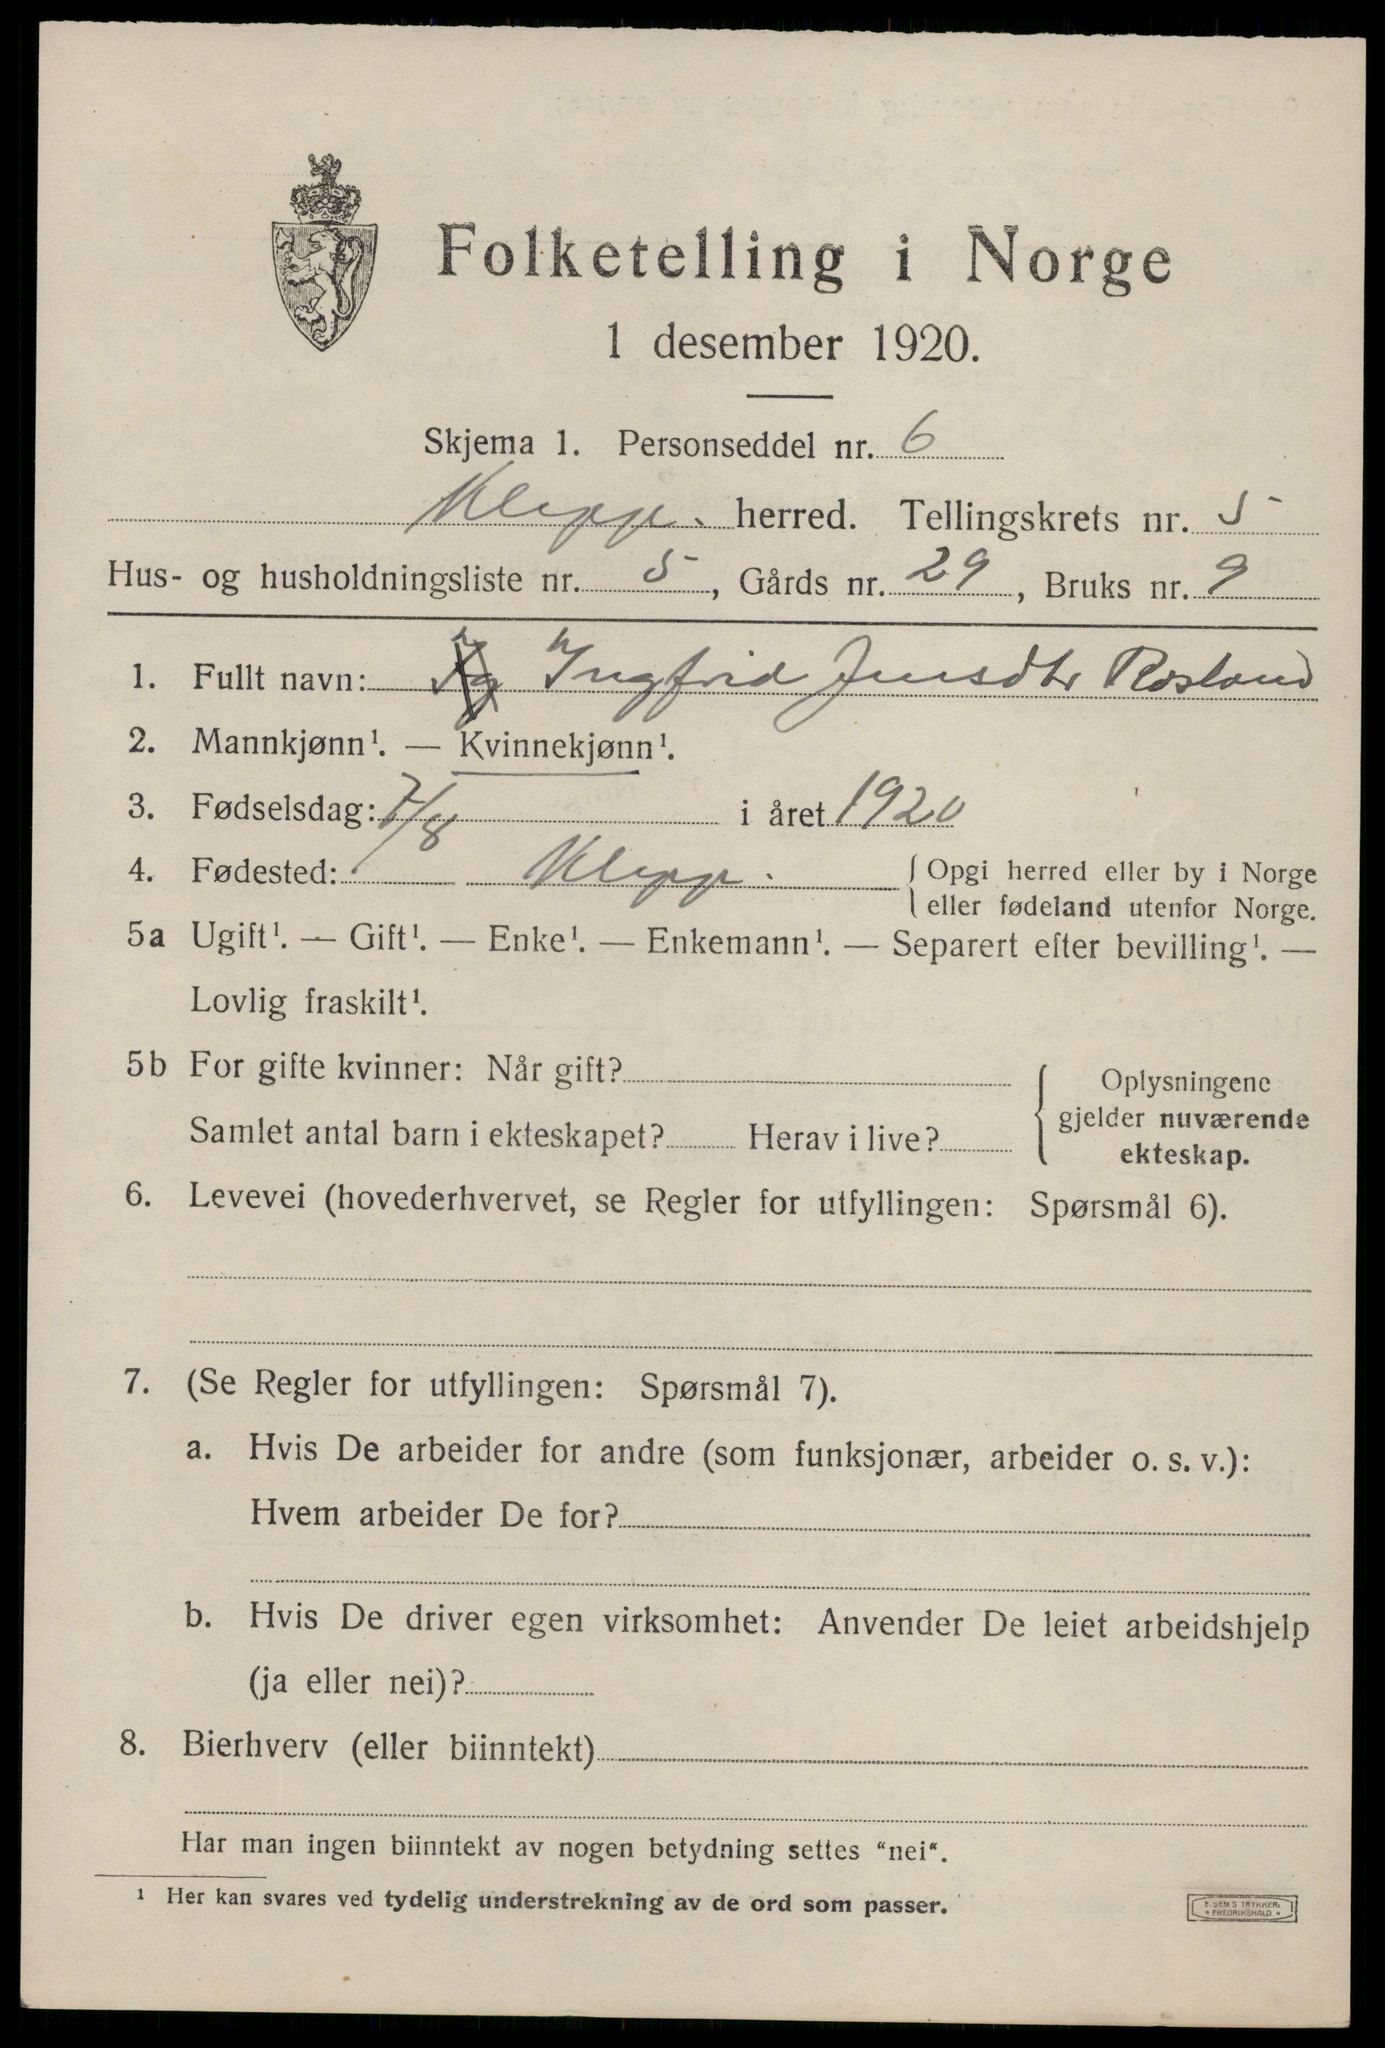 Folketelling i Norge
1 desember 1920.
Skjema 1. Personseddel nr. 6
Klepp. herred. Tellingskrets nr. 5
Hus- og husholdningsliste nr. 5, Gårds nr. 29, Bruks nr. 9
1. Fullt navn: Ingfrid Jensdtr Rosland
2. Mannkjønn¹. — Kvinnekjønn¹.
3. Fødselsdag: 7/8 i året 1920
4. Fødested: Klepp. { Opgi herred eller by i Norge
eller fødeland utenfor Norge.
5a Ugift¹. — Gift¹. — Enke¹. — Enkemann¹. — Separert efter bevilling¹. —
Lovlig fraskilt¹.
5b For gifte kvinner: Når gift?
Samlet antal barn i ekteskapet? Herav i live?
Oplysningene
gjelder nuværende
ekteskap.
6. Levevei (hovederhvervet, se Regler for utfyllingen: Spørsmål 6).
7. (Se Regler for utfyllingen: Spørsmål 7).
a. Hvis De arbeider for andre (som funksjonær, arbeider o. s. v.):
Hvem arbeider De for?
b. Hvis De driver egen virksomhet: Anvender De leiet arbeidshjelp
(ja eller nei)?
8. Bierhverv (eller biinntekt)
Har man ingen biinntekt av nogen betydning settes "nei".
¹ Her kan svares ved tydelig understrekning av de ord som passer.
E. SEM'S TRYKKERI
• FREDRIKSHALD •